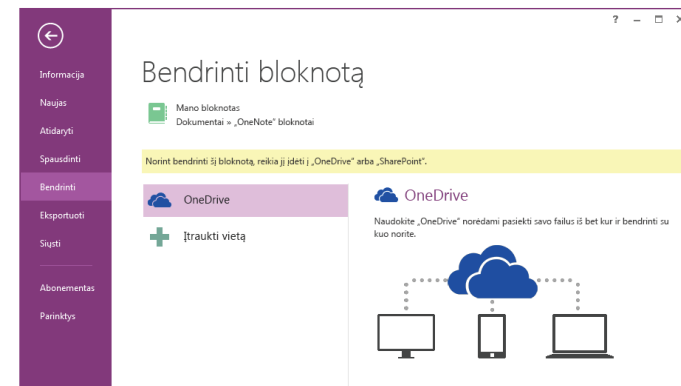 ?
Informacija
Naujas
Atidaryti
Spausdinti
Bendrinti
Eksportuoti
Siųsti
Abonementas
Parinktys
Bendrinti bloknotą
Mano bloknotas
Dokumentai » „OneNote“ bloknotai
Norint bendrinti šį bloknotą, reikia jį įdėti į „OneDrive“ arba „SharePoint“.
OneDrive
Įtraukti vietą
OneDrive
Naudokite „OneDrive“ norėdami pasiekti savo failus iš bet kur ir bendrinti su
kuo norite.